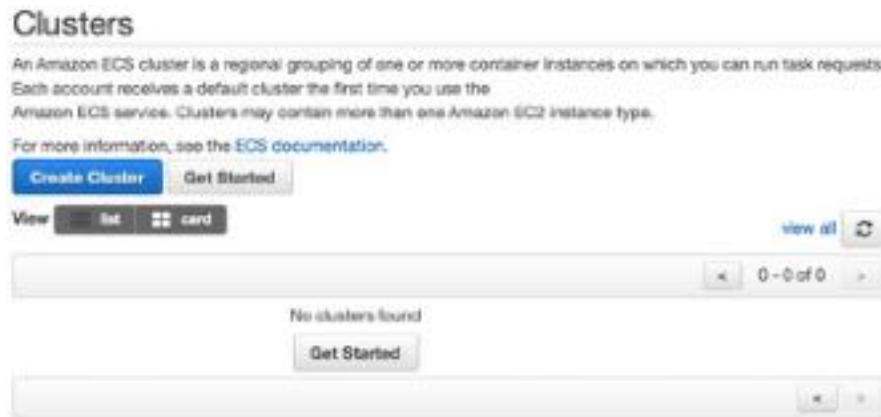 Clusters
An Amazon ECS cluster is a regional grouping of one or more container instances on which you can run task requests
Each account receives a default cluster the first time you use the
Amazon ECS service. Clusters may contain more than one Amazon EC2 instance type.
For more information, see the ECS documentation.
Create Cluster Get Started
View list card
view all
< 0-0 of 0 >
No clusters found
Get Started
< >